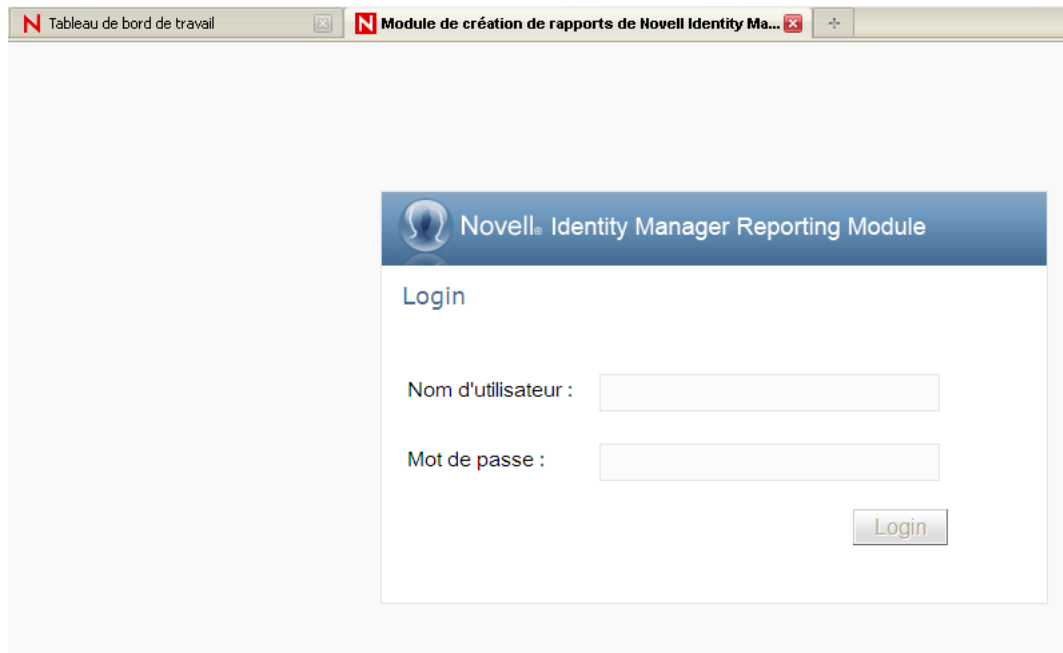 Tableau de bord de travail
Module de création de rapports de Novell Identity Ma...
Novell® Identity Manager Reporting Module
Login
Nom d'utilisateur :
Mot de passe :
Login